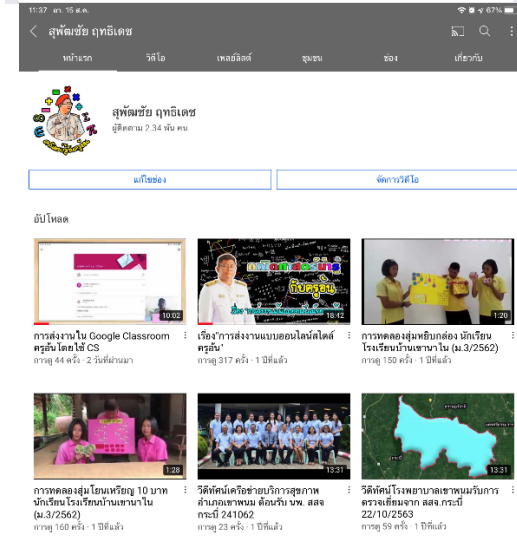 11:37 อา. 15 ส.ค.
67%
สุพัฒชัย ฤทธิเดช
หน้าแรก วิดีโอ เพลย์ลิสต์ ชุมชน ช่อง เกี่ยวกับ
สุพัฒชัย ฤทธิเดช
ผู้ติดตาม 2.34 พัน คน
แก้ไขช่อง จัดการวิดีโอ
อัปโหลด
10:02
คณิตศาสตร์น่ารู้
กับครูอ้น
18:42
1:20
การส่งงานใน Google Classroom
ครูอ้นโดยใช้ CS
การดู 44 ครั้ง · 2 วันที่ผ่านมา
เรื่อง"การส่งงานแบบออนไลน์สไตล์
ครูอ้น"
การดู 317 ครั้ง · 1 ปีที่แล้ว
การทดลองสุ่มหยิบกล่อง นักเรียน
โรงเรียนบ้านเขานาใน (ม.3/2562)
การดู 150 ครั้ง · 1 ปีที่แล้ว
1:28
13:31
13:31
การทดลองสุ่มโยนเหรียญ 10 บาท
นักเรียนโรงเรียนบ้านเขานาใน
(ม.3/2562)
การดู 160 ครั้ง · 1 ปีที่แล้ว
วีดีทัศน์เครือข่ายบริการสุขภาพ
อำเภอเขาพนม ต้อนรับ นพ. สสจ
กระบี่ 241062
การดู 23 ครั้ง · 1 ปีที่แล้ว
วีดีทัศน์โรงพยาบาลเขาพนมรับการ
ตรวจเยี่ยมจาก สสจ.กระบี่
22/10/2563
การดู 59 ครั้ง · 1 ปีที่แล้ว